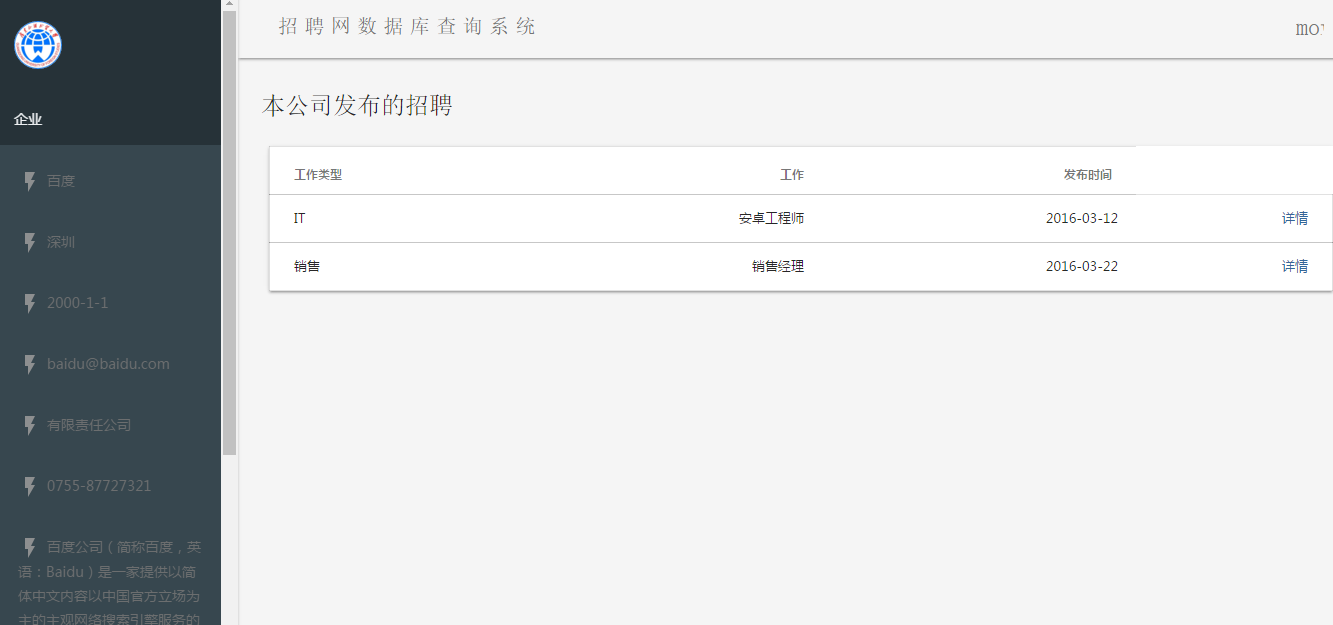 企业
百度
深圳
2000-1-1
baidu@baidu.com
有限责任公司
0755-87727321
百度公司（简称百度，英
语：Baidu）是一家提供以简
体中文内容以中国官方立场为
主的主观网络搜索引擎服务的
招聘网数据库查询系统
mo
本公司发布的招聘
工作类型 工作 发布时间
IT 安卓工程师 2016-03-12 详情
销售 销售经理 2016-03-22 详情